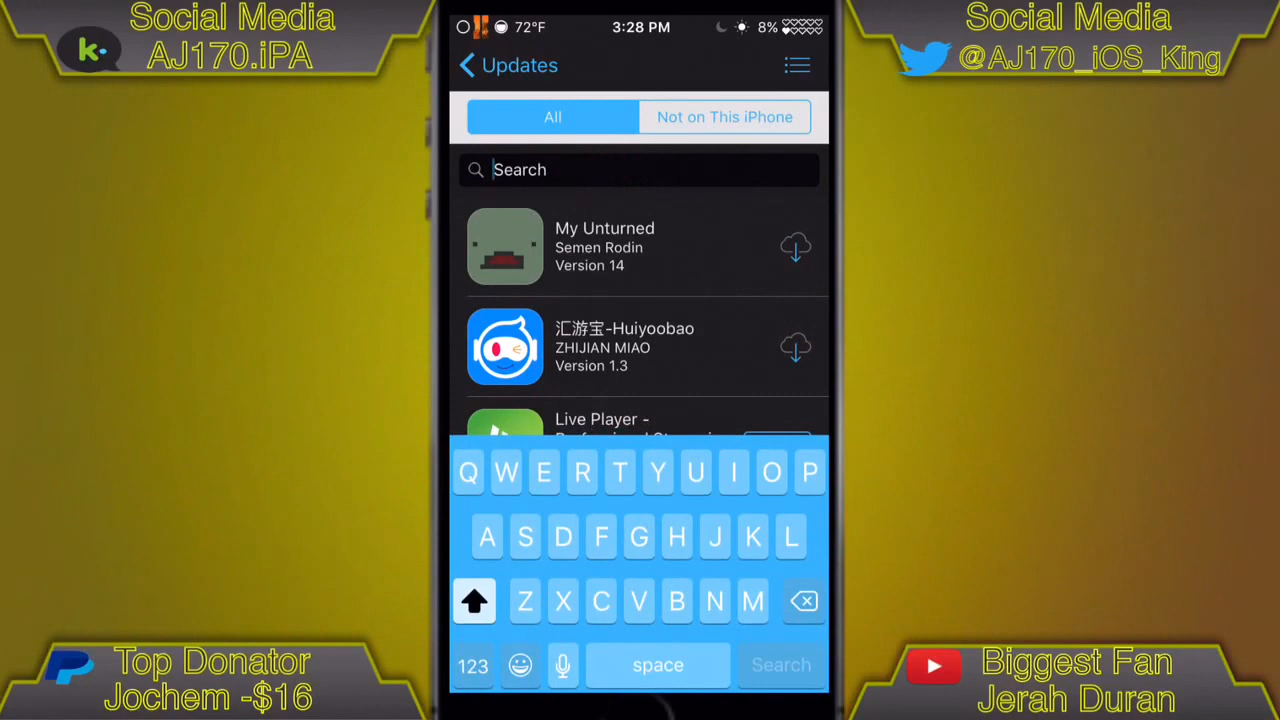 Social Media
AJ170.iPA
k.
Social Media
@AJ170_iOS_King
72°F
3:28 PM
8%
Updates
All
Not on This iPhone
Search
My Unturned
Semen Rodin
Version 14
汇游宝-Huiyoobao
ZHIJIAN MIAO
Version 1.3
Live Player -
Q W E R T Y U I O P
A S D F G H J K L
Z X C V B N M
123
space
Search
Top Donator
Jochem -$16
Biggest Fan
Jerah Duran